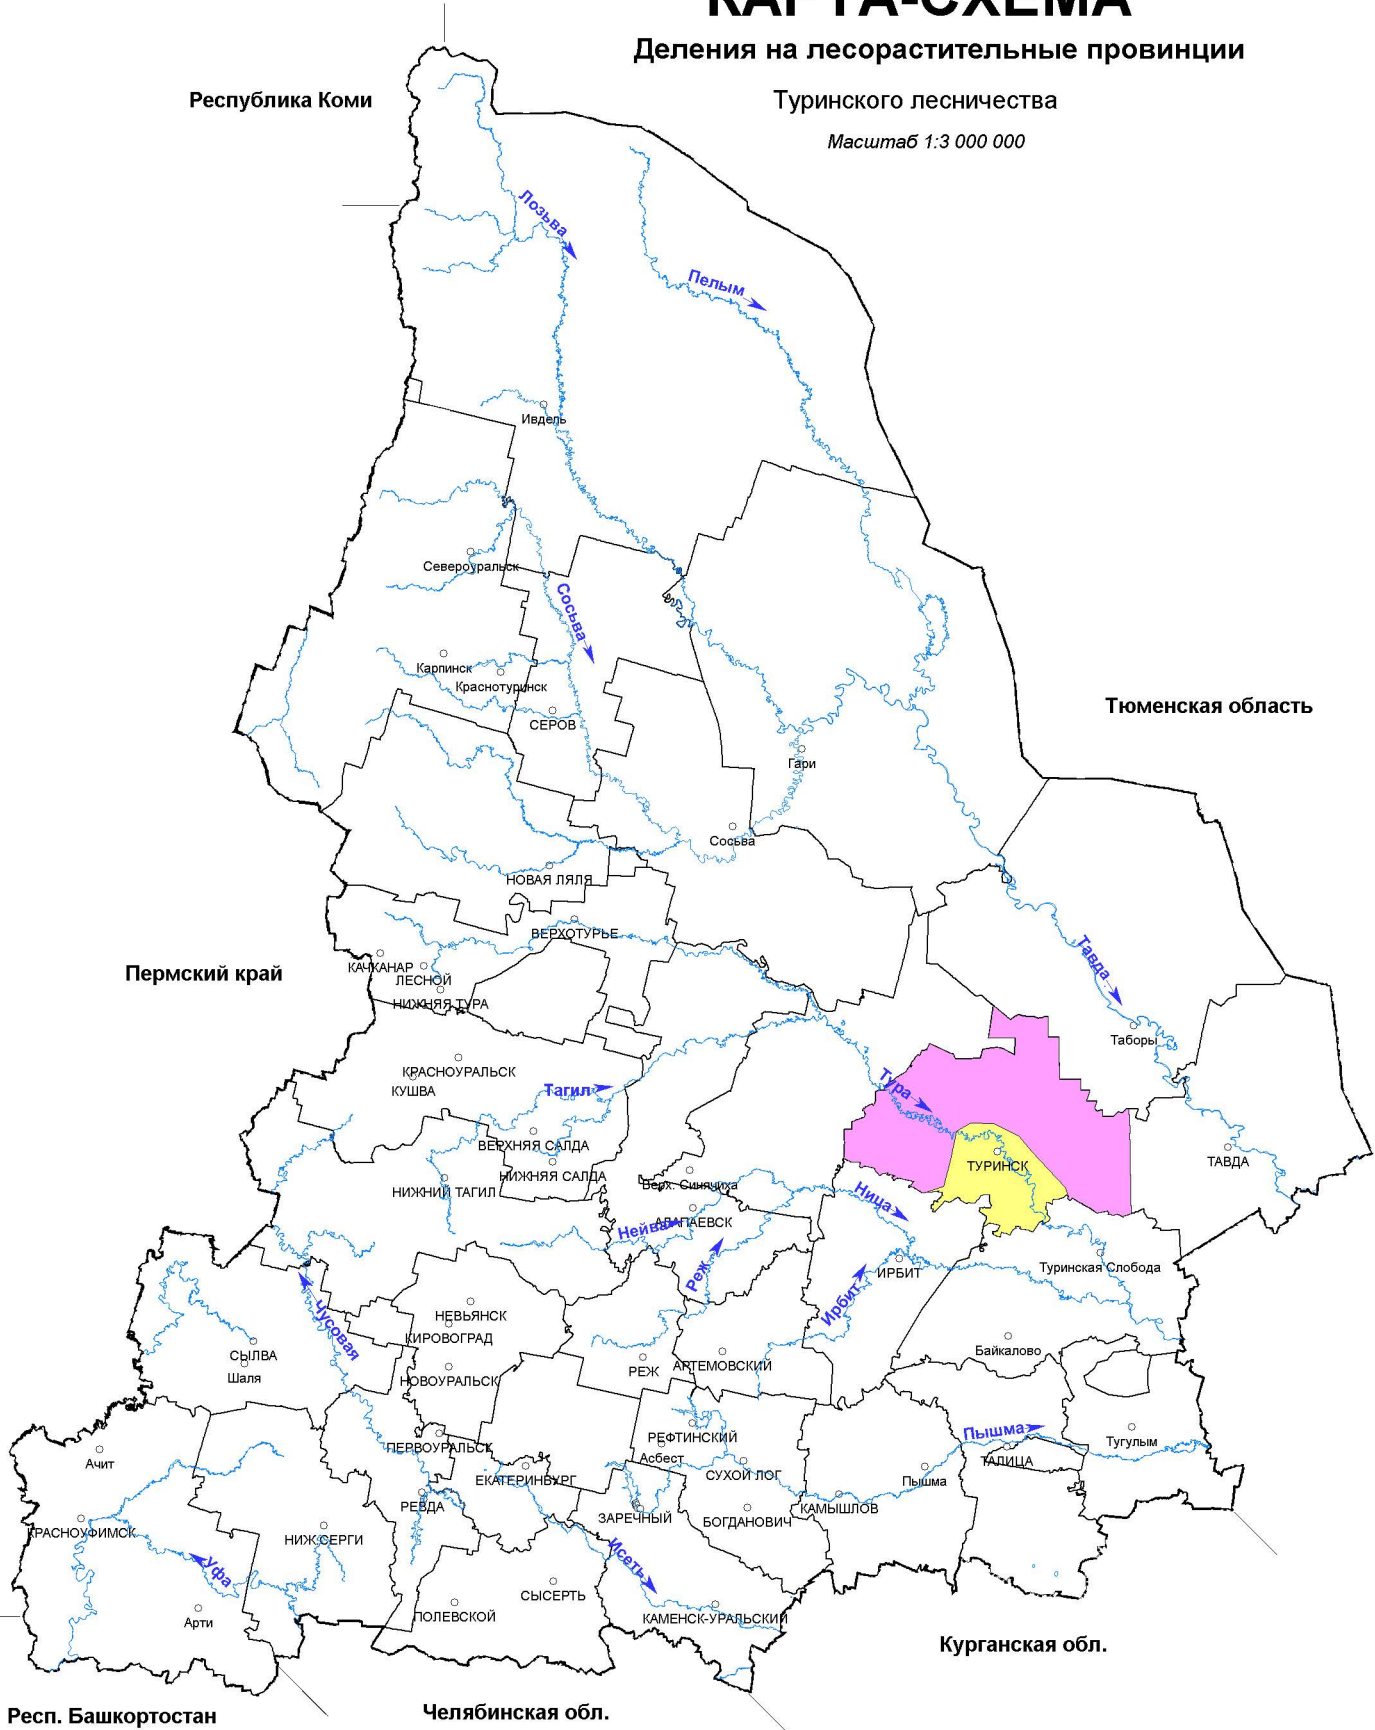 КАРТА-СХЕМА
Деления на лесорастительные провинции
Туринского лесничества
Масштаб 1:3 000 000
Республика Коми
Лозьва
Пелым
Ивдель
Североуральск
Сосьва
Карпинск
Краснотуринск
СЕРОВ
Тюменская область
Гари
Сосьва
НОВАЯ ЛЯЛЯ
ВЕРХОТУРЬЕ
Тавда
Пермский край
КАЧКАНАР
ЛЕСНОЙ
НИЖНЯЯ ТУРА
Таборы
КРАСНОУРАЛЬСК
КУШВА
Тагил
Тура
ВЕРХНЯЯ САЛДА
НИЖНЯЯ САЛДА
ТУРИНСК
ТАВДА
НИЖНИЙ ТАГИЛ
Верх. Синячиха
Ница
АЛАПАЕВСК
Нейва
Реж
ИРБИТ
Туринская Слобода
Ирбит
Чусовая
НЕВЬЯНСК
КИРОВОГРАД
СЫЛВА
Шаля
НОВОУРАЛЬСК
РЕЖ
АРТЕМОВСКИЙ
Байкалово
ПЕРВОУРАЛЬСК
РЕФТИНСКИЙ
Асбест
Пышма
Тугулым
ТАЛИЦА
Ачит
ЕКАТЕРИНБУРГ
СУХОЙ ЛОГ
Пышма
РЕВДА
ЗАРЕЧНЫЙ
БОГДАНОВИЧ
КАМЫШЛОВ
КРАСНОУФИМСК
НИЖ.СЕРГИ
Уфа
Исеть
СЫСЕРТЬ
Арти
ПОЛЕВСКОЙ
КАМЕНСК-УРАЛЬСКИЙ
Курганская обл.
Челябинская обл.
Респ. Башкортостан